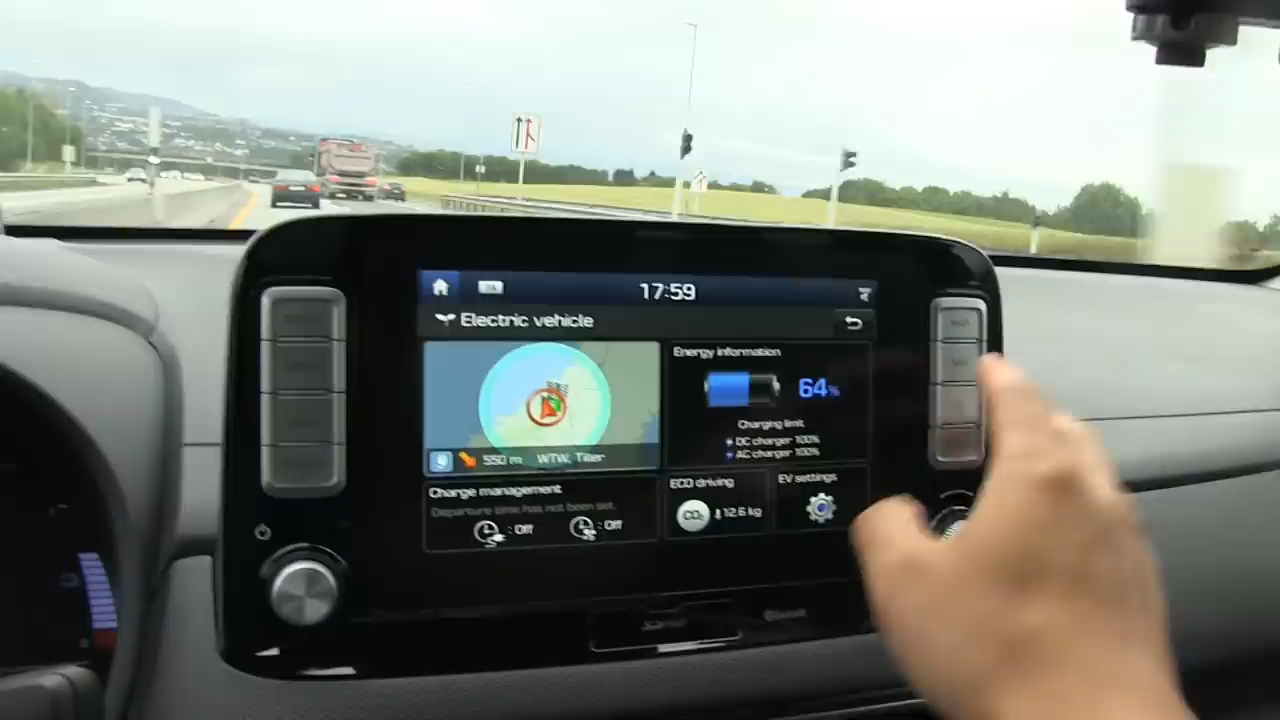 17:59
Electric vehicle
Energy information
64%
Charging limit
DC charger 100%
AC charger 100%
550 m WTW, Tiller
Charge management
Departure time has not been set.
: Off : Off
ECO driving
CO₂ 12.6 kg
EV settings